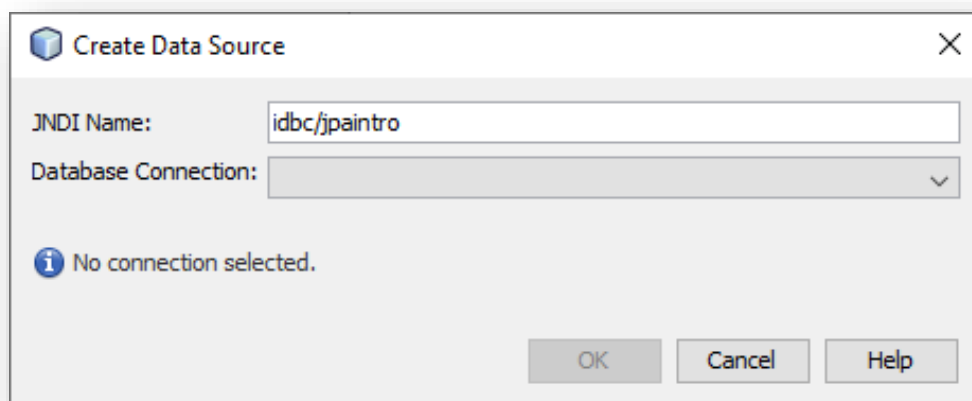 Create Data Source
JNDI Name: idbc/jpaintro
Database Connection:
No connection selected.
OK Cancel Help